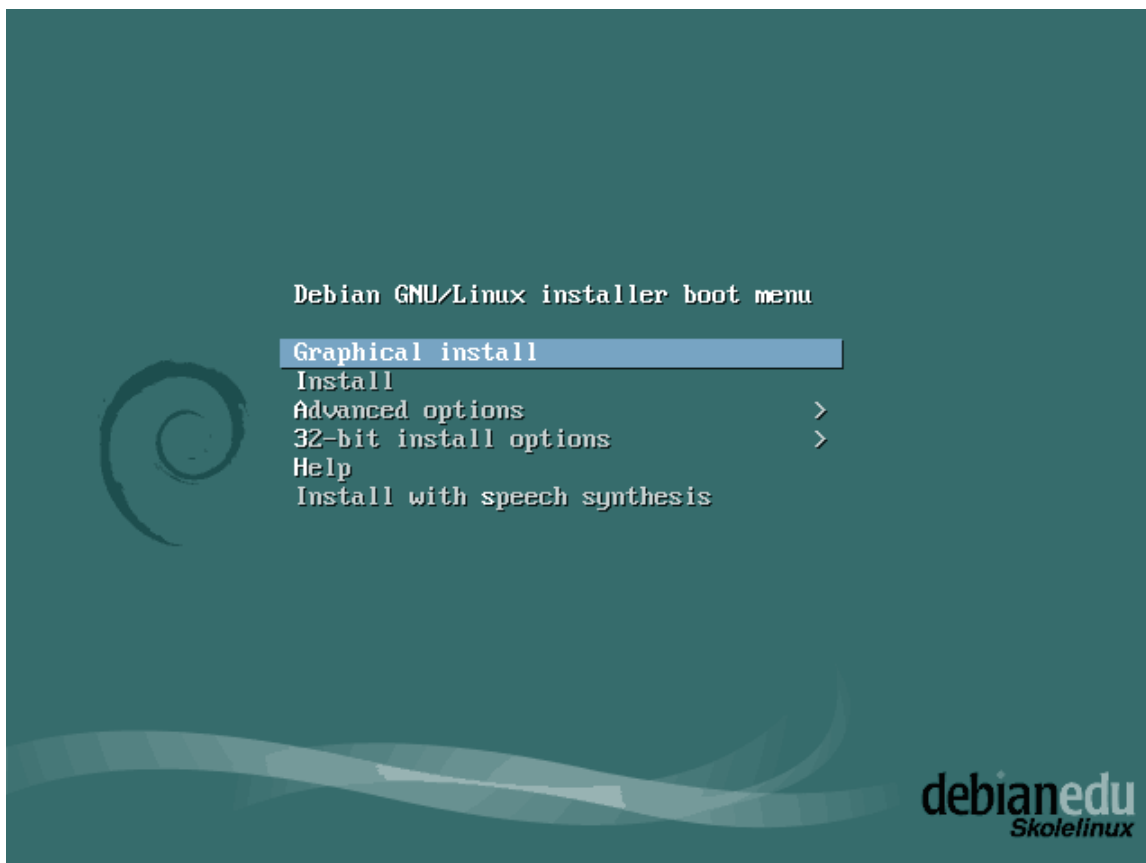 Debian GNU/Linux installer boot menu
Graphical install
Install
Advanced options >
32-bit install options >
Help
Install with speech synthesis
debianedu
Skolelinux